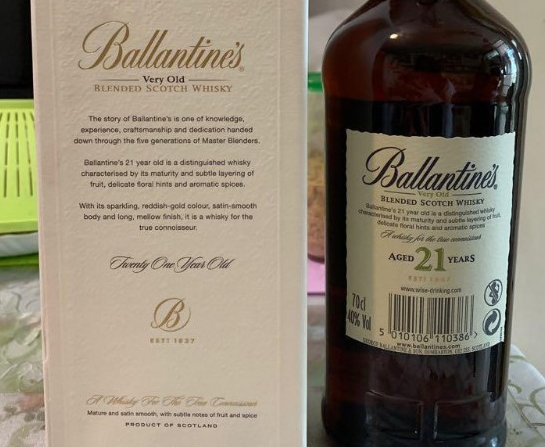 Ballantine's®
Very Old
BLENDED SCOTCH WHISKY
The story of Ballantine's is one of knowledge,
experience, craftsmanship and dedication handed
down through the five generations of Master Blenders.
Ballantine's 21 year old is a distinguished whisky
characterised by its maturity and subtle layering of
fruit, delicate floral hints and aromatic spices.
With its sparkling, reddish-gold colour, satin-smooth
body and long, mellow finish, it is a whisky for the
true connoisseur.
Twenty One Year Old
B
ESTD 1827
A Whisky For The True Connoisseur
Mature and satin smooth, with subtle notes of fruit and spice
PRODUCT OF SCOTLAND
Ballantine's®
Very Old
BLENDED SCOTCH WHISKY
Ballantine's 21 year old is a distinguished whisky
characterised by its maturity and subtle layering of fruit,
delicate floral hints and aromatic spices
A whisky for the true connoisseur
AGED 21 YEARS
ESTD 1827
www.wise-drinking.com
70cl
40% Vol
5 010106 110386 >
www.ballantines.com